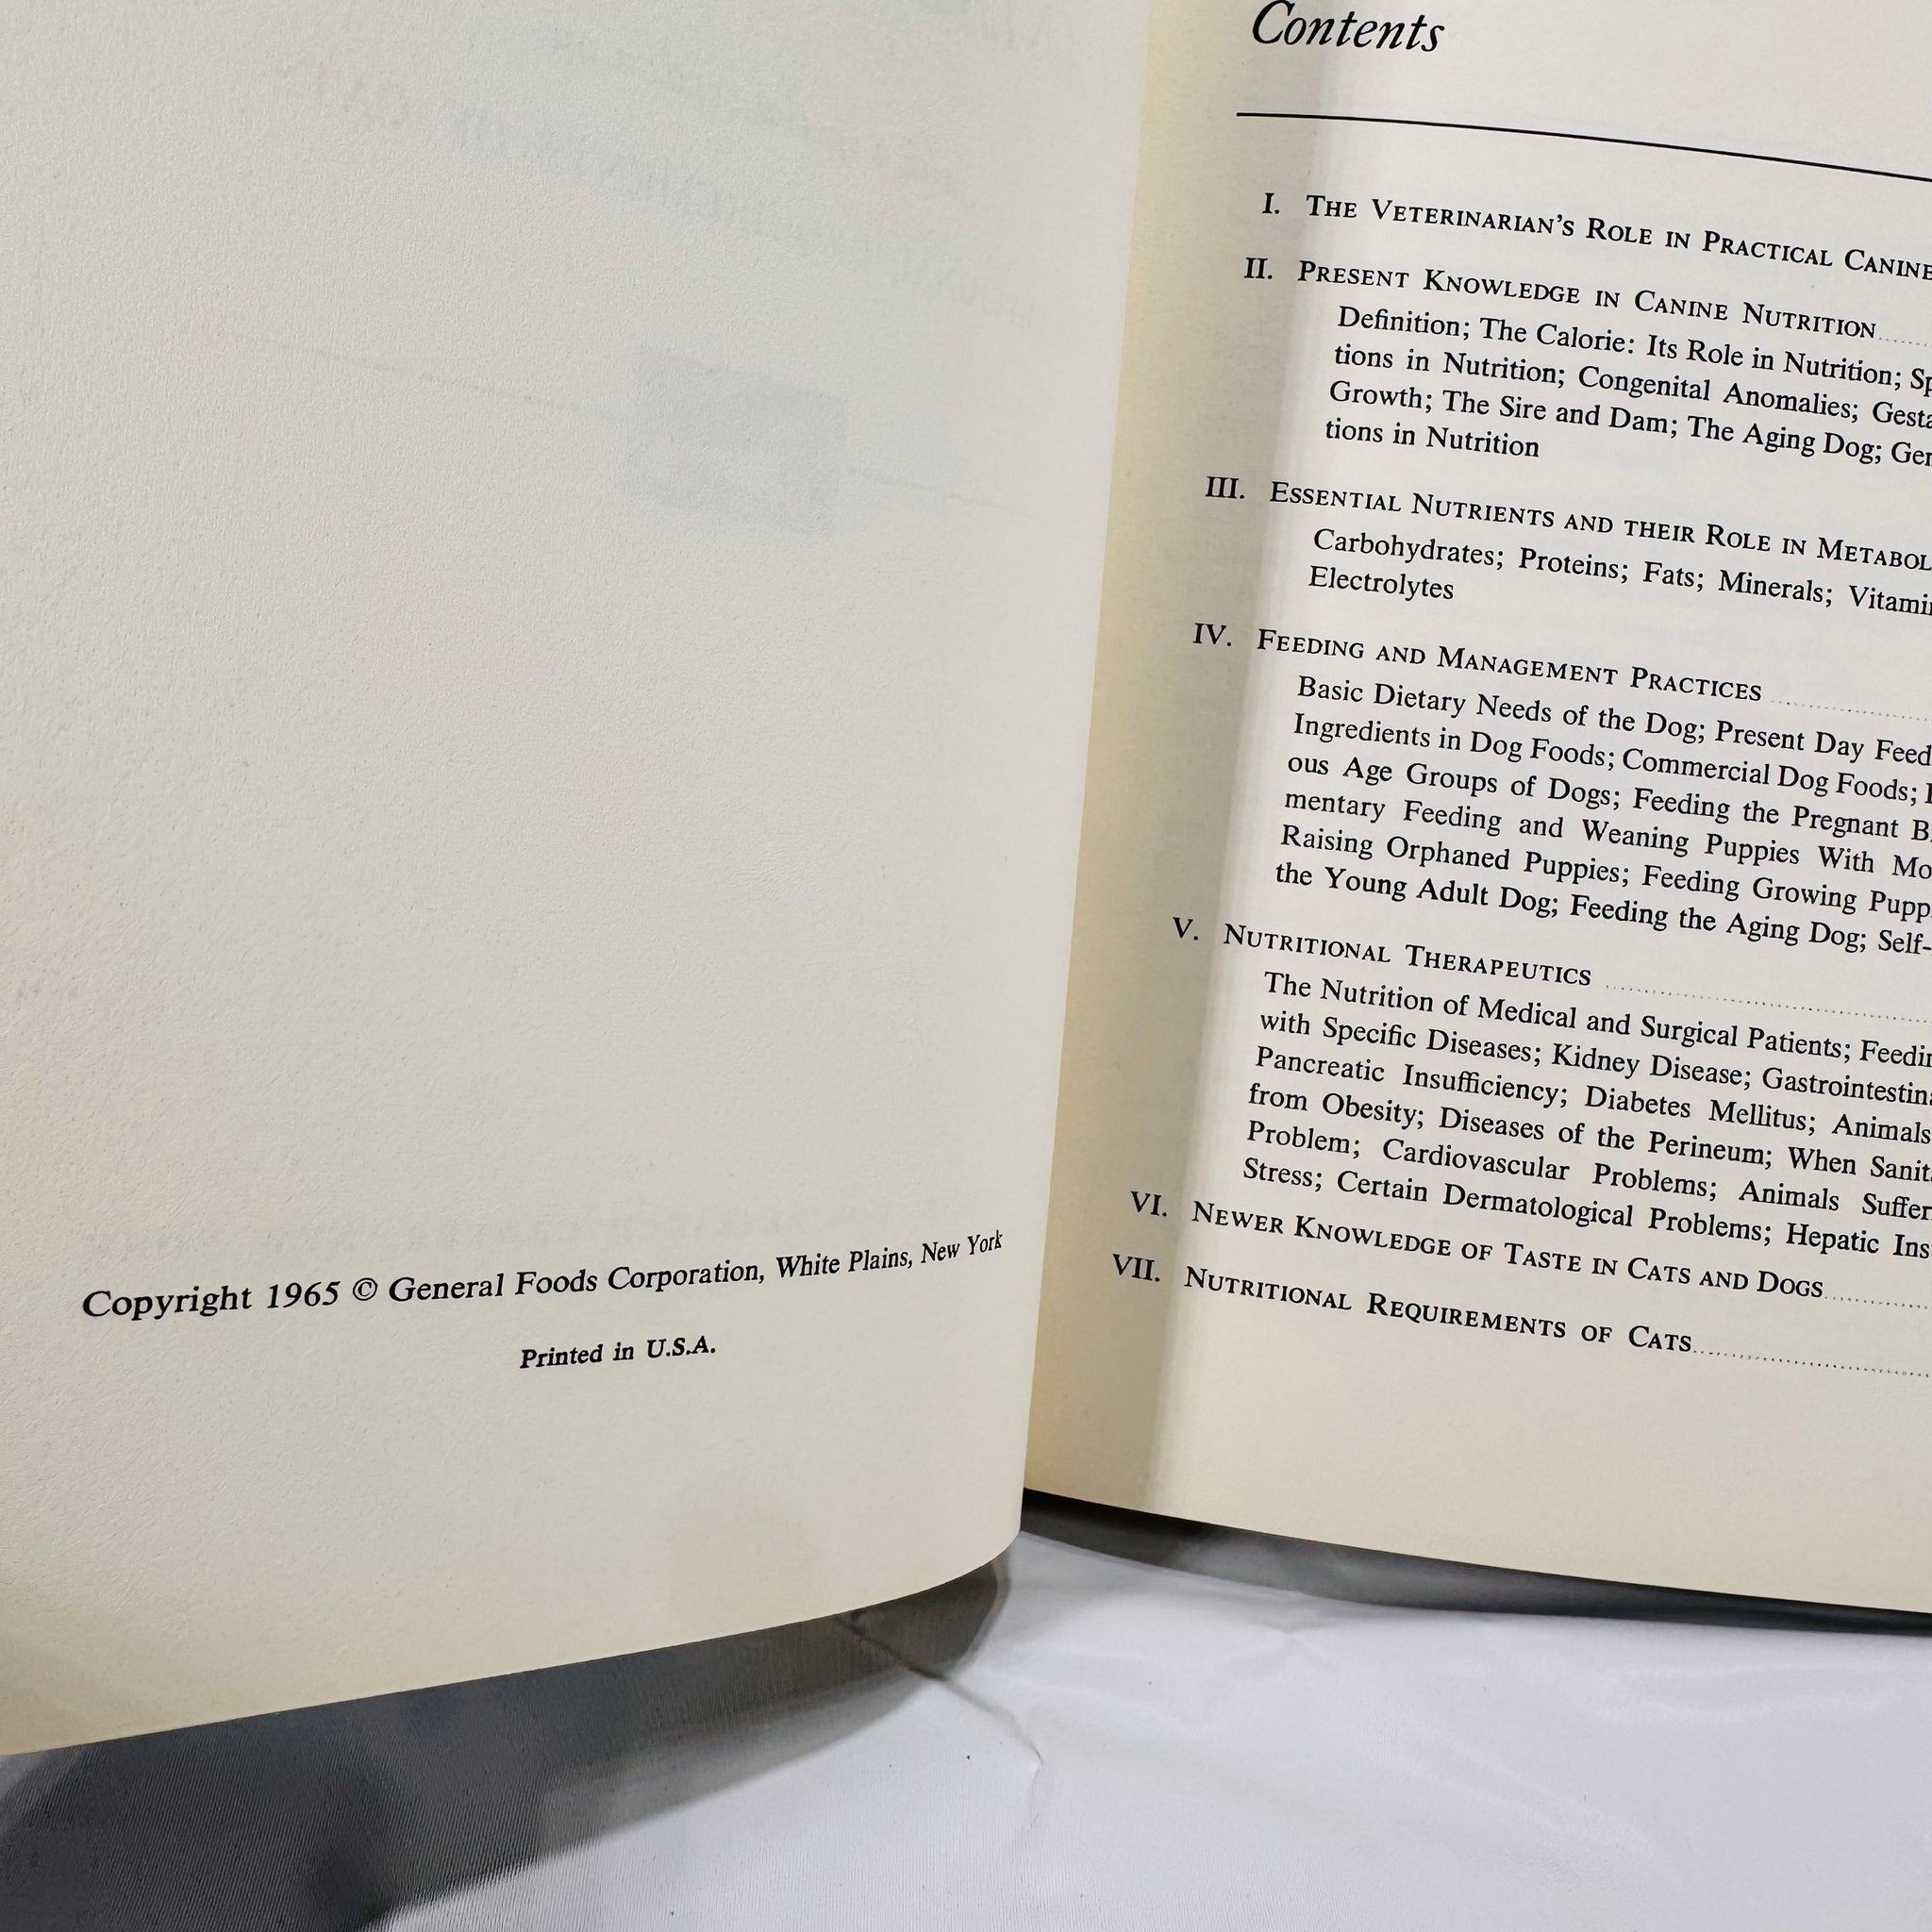 Copyright 1965 © General Foods Corporation, White Plains, New York
Printed in U.S.A.
Contents
I. The Veterinarian's Role in Practical Canine
II. Present Knowledge in Canine Nutrition
Definition; The Calorie: Its Role in Nutrition;
tions in Nutrition; Congenital Anomalies;
Growth; The Sire and Dam; The Aging Dog;
tions in Nutrition
III. Essential Nutrients and their Role in
Carbohydrates; Proteins; Fats; Minerals;
Electrolytes
IV. Feeding and Management Practices
Basic Dietary Needs of the Dog; Present Day
Ingredients in Dog Foods; Commercial Dog Foods;
ous Age Groups of Dogs; Feeding the Pregnant
mentary Feeding and Weaning Puppies With
Raising Orphaned Puppies; Feeding Growing
the Young Adult Dog; Feeding the Aging Dog; Self-
V. Nutritional Therapeutics
The Nutrition of Medical and Surgical Patients;
with Specific Diseases; Kidney Disease;
Pancreatic Insufficiency; Diabetes Mellitus; Animals
from Obesity; Diseases of the Perineum; When
Problem; Cardiovascular Problems; Animals
Stress; Certain Dermatological Problems; Hepatic
VI. Newer Knowledge of Taste in Cats and Dogs
VII. Nutritional Requirements of Cats